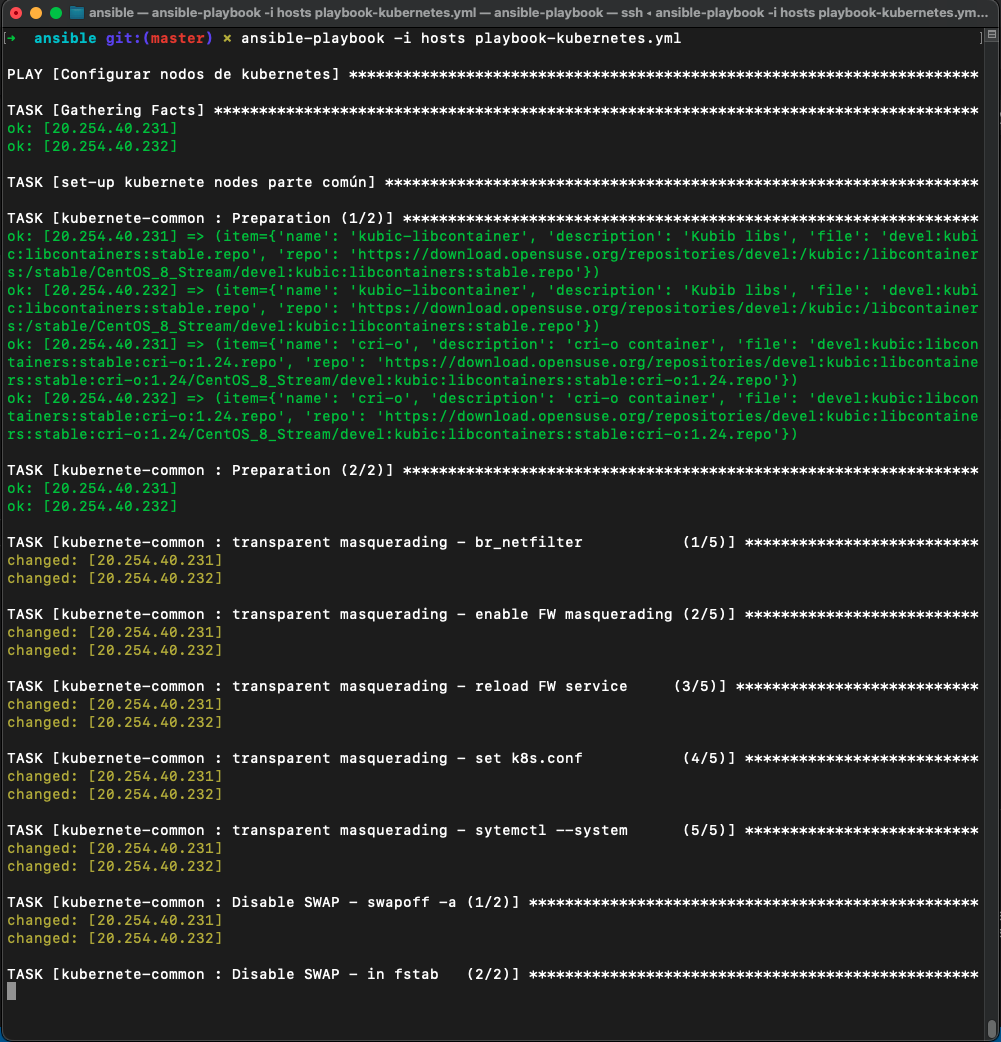 ansible — ansible-playbook -i hosts playbook-kubernetes.yml — ansible-playbook — ssh ◂ ansible-playbook -i hosts playbook-kubernetes.ym...
[→ ansible git:(master) × ansible-playbook -i hosts playbook-kubernetes.yml ]
PLAY [Configurar nodos de kubernetes] **********************************************************************
TASK [Gathering Facts] *************************************************************************************
ok: [20.254.40.231]
ok: [20.254.40.232]
TASK [set-up kubernete nodes parte común] ******************************************************************
TASK [kubernete-common : Preparation (1/2)] ****************************************************************
ok: [20.254.40.231] => (item={'name': 'kubic-libcontainer', 'description': 'Kubib libs', 'file': 'devel:kubi
c:libcontainers:stable.repo', 'repo': 'https://download.opensuse.org/repositories/devel:/kubic:/libcontainer
s:/stable/CentOS_8_Stream/devel:kubic:libcontainers:stable.repo'})
ok: [20.254.40.232] => (item={'name': 'kubic-libcontainer', 'description': 'Kubib libs', 'file': 'devel:kubi
c:libcontainers:stable.repo', 'repo': 'https://download.opensuse.org/repositories/devel:/kubic:/libcontainer
s:/stable/CentOS_8_Stream/devel:kubic:libcontainers:stable.repo'})
ok: [20.254.40.231] => (item={'name': 'cri-o', 'description': 'cri-o container', 'file': 'devel:kubic:libcon
tainers:stable:cri-o:1.24.repo', 'repo': 'https://download.opensuse.org/repositories/devel:kubic:libcontaine
rs:stable:cri-o:1.24/CentOS_8_Stream/devel:kubic:libcontainers:stable:cri-o:1.24.repo'})
ok: [20.254.40.232] => (item={'name': 'cri-o', 'description': 'cri-o container', 'file': 'devel:kubic:libcon
tainers:stable:cri-o:1.24.repo', 'repo': 'https://download.opensuse.org/repositories/devel:kubic:libcontaine
rs:stable:cri-o:1.24/CentOS_8_Stream/devel:kubic:libcontainers:stable:cri-o:1.24.repo'})
TASK [kubernete-common : Preparation (2/2)] ****************************************************************
ok: [20.254.40.231]
ok: [20.254.40.232]
TASK [kubernete-common : transparent masquerading - br_netfilter           (1/5)] **************************
changed: [20.254.40.231]
changed: [20.254.40.232]
TASK [kubernete-common : transparent masquerading - enable FW masquerading (2/5)] **************************
changed: [20.254.40.231]
changed: [20.254.40.232]
TASK [kubernete-common : transparent masquerading - reload FW service     (3/5)] ***************************
changed: [20.254.40.231]
changed: [20.254.40.232]
TASK [kubernete-common : transparent masquerading - set k8s.conf           (4/5)] **************************
changed: [20.254.40.231]
changed: [20.254.40.232]
TASK [kubernete-common : transparent masquerading - sytemctl --system      (5/5)] **************************
changed: [20.254.40.231]
changed: [20.254.40.232]
TASK [kubernete-common : Disable SWAP - swapoff -a (1/2)] **************************************************
changed: [20.254.40.231]
changed: [20.254.40.232]
TASK [kubernete-common : Disable SWAP - in fstab   (2/2)] **************************************************